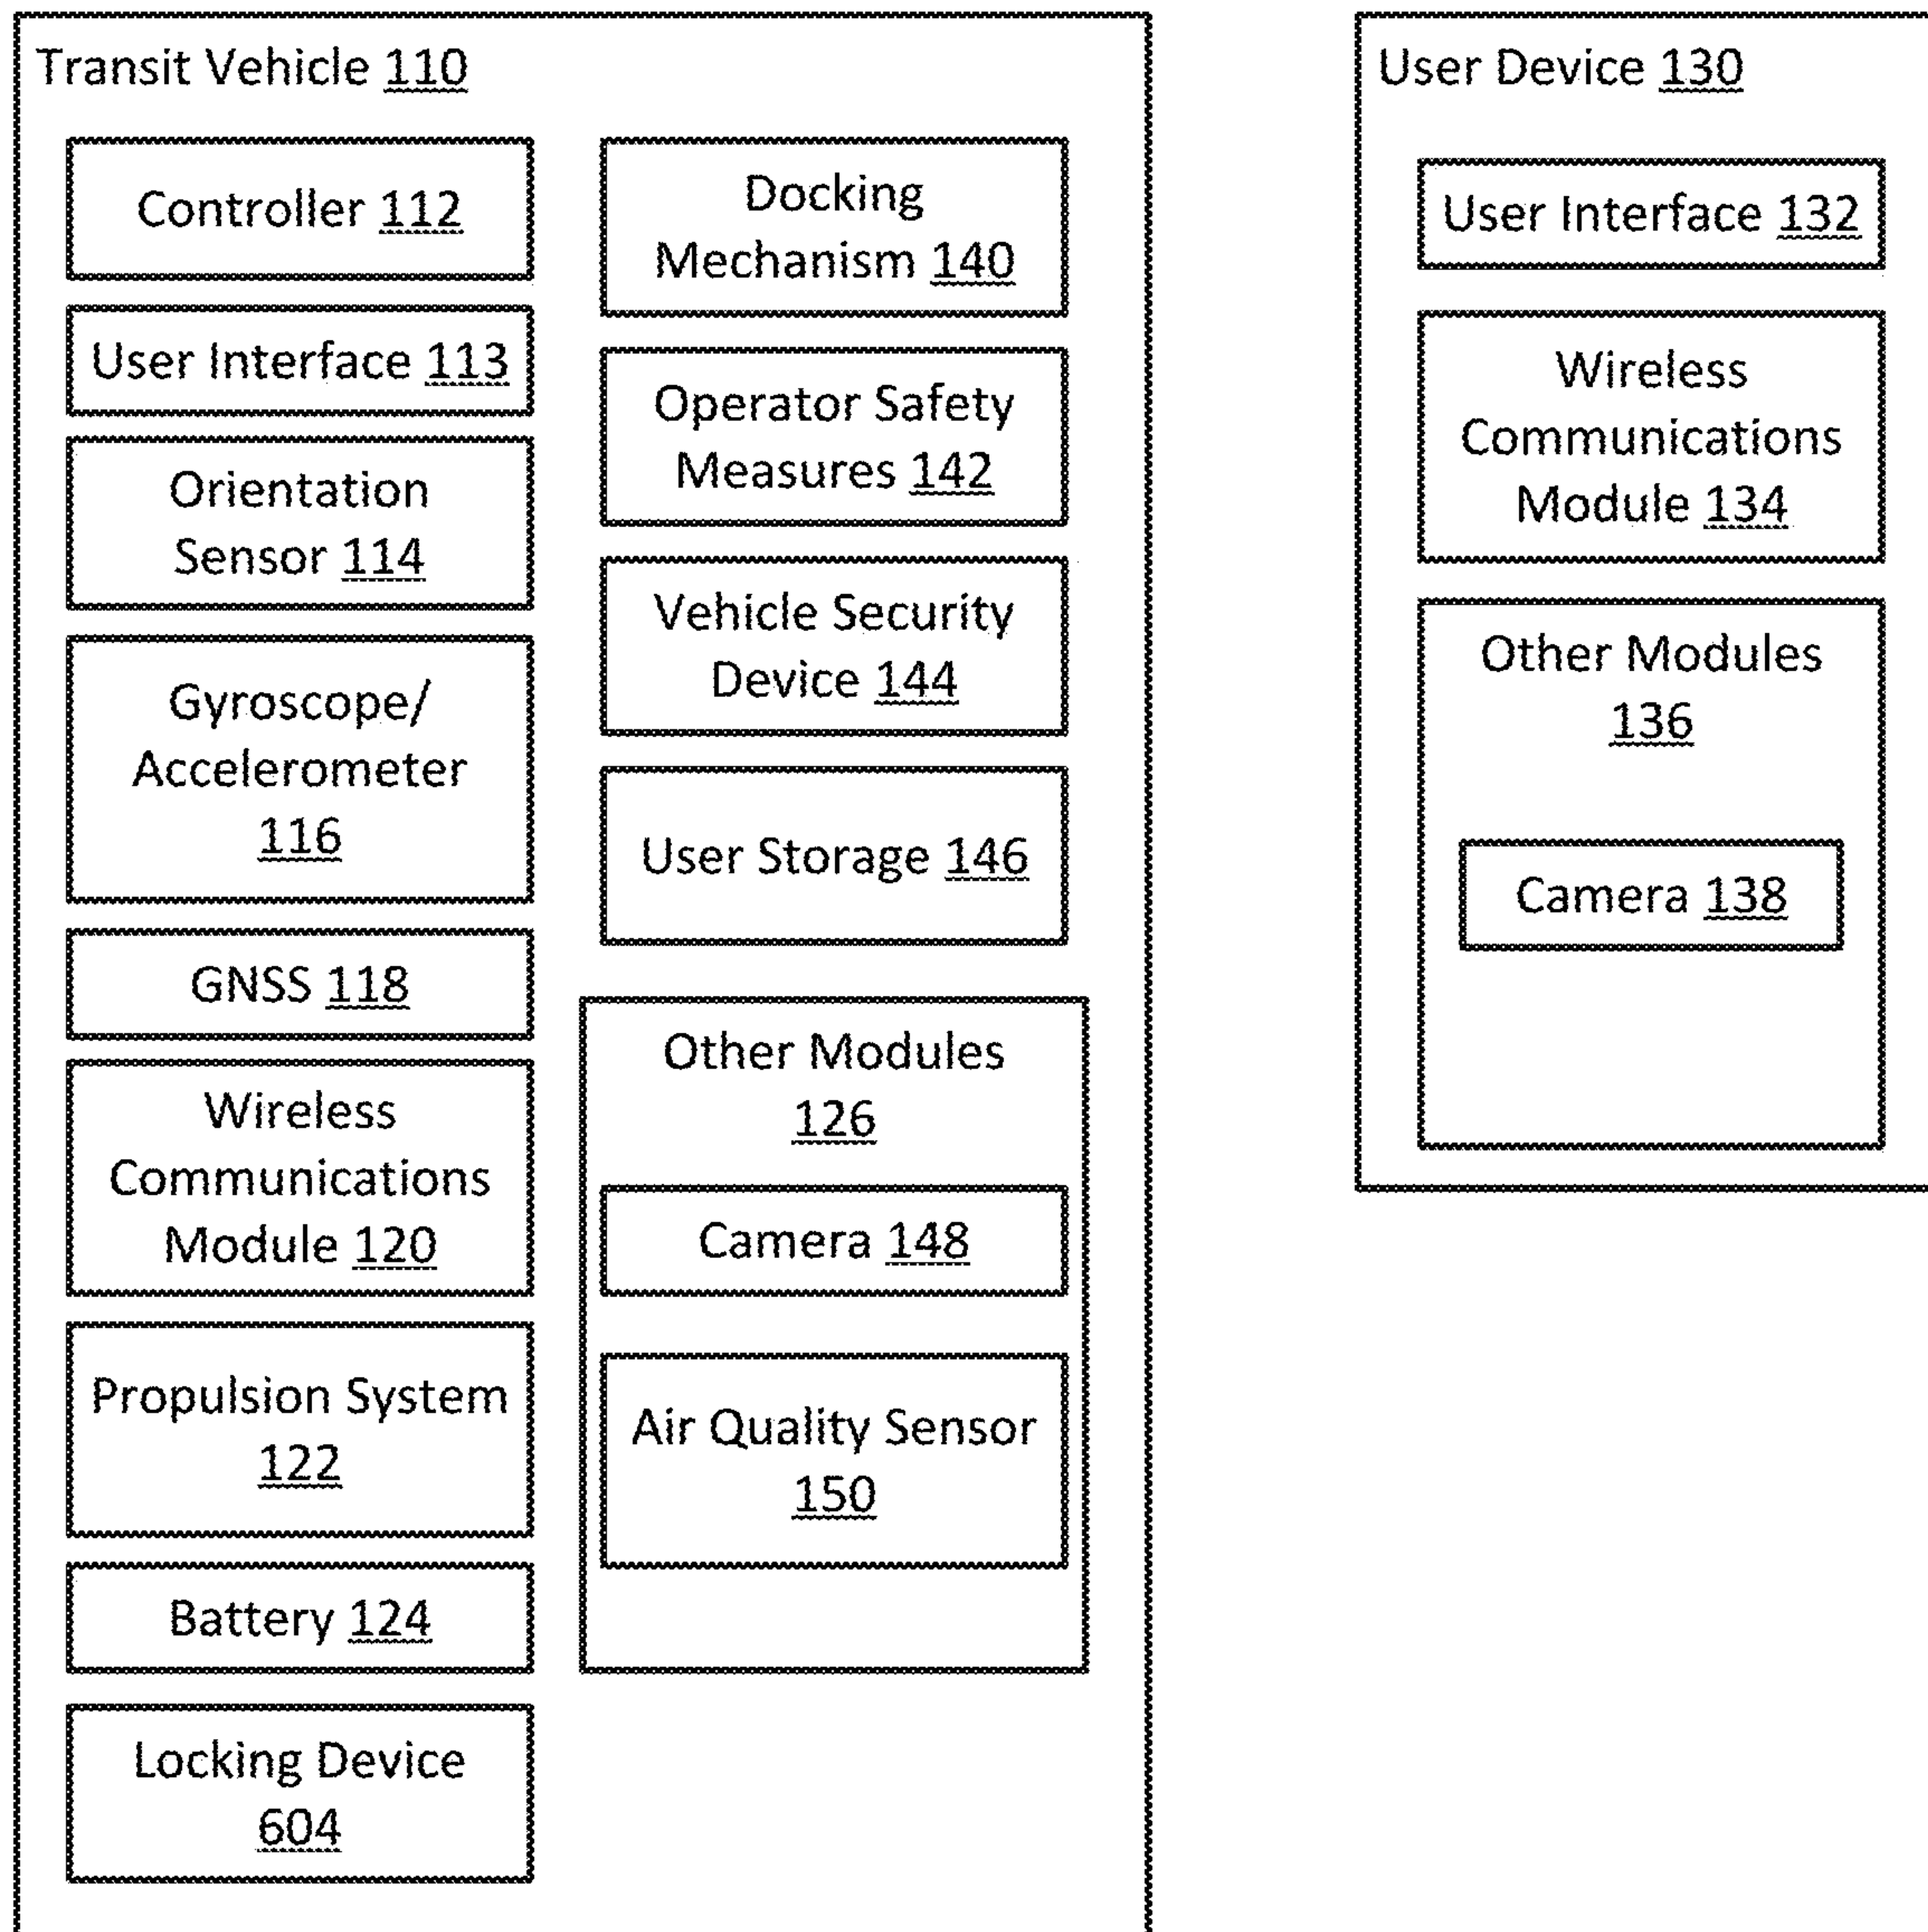 Transit Vehicle 110
Controller 112
User Interface 113
Orientation
Sensor 114
Gyroscope/
Accelerometer
116
GNSS 118
Wireless
Communications
Module 120
Propulsion System
122
Battery 124
Locking Device
604
Docking
Mechanism 140
Operator Safety
Measures 142
Vehicle Security
Device 144
User Storage 146
Other Modules
126
Camera 148
Air Quality Sensor
150
User Device 130
User Interface 132
Wireless
Communications
Module 134
Other Modules
136
Camera 138